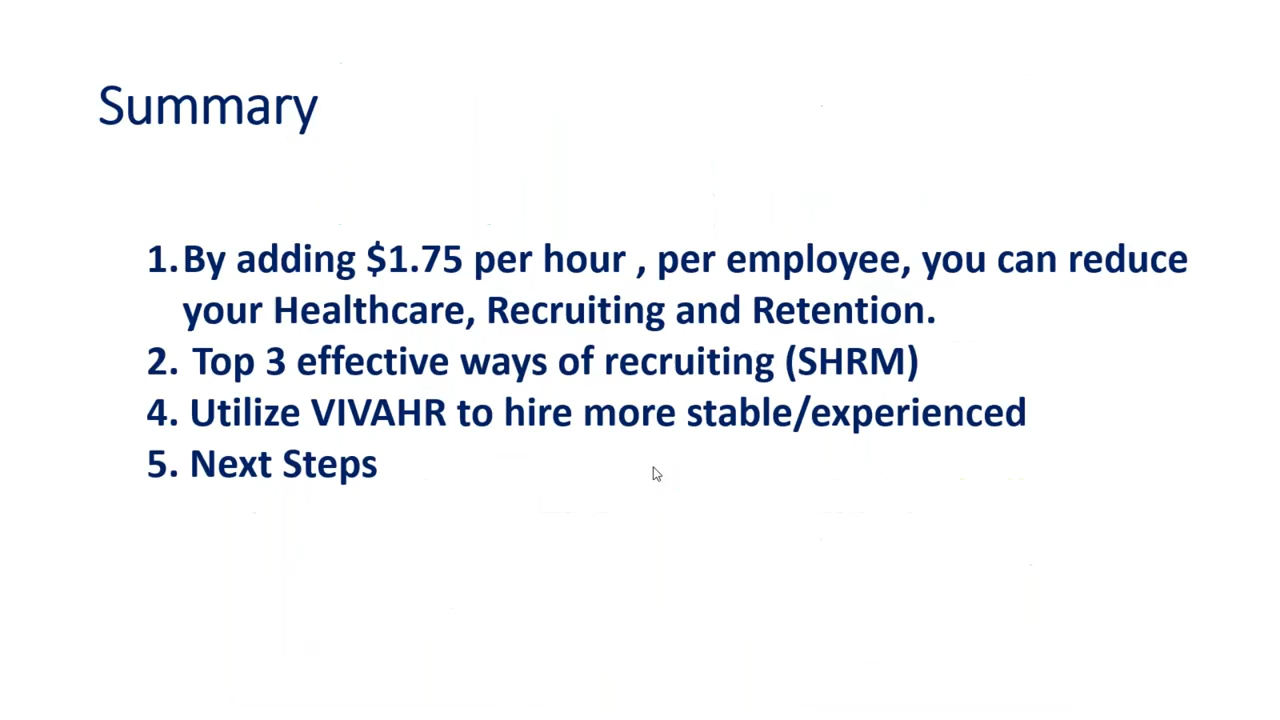 Summary
1. By adding $1.75 per hour , per employee, you can reduce
your Healthcare, Recruiting and Retention.
2. Top 3 effective ways of recruiting (SHRM)
4. Utilize VIVAHR to hire more stable/experienced
5. Next Steps